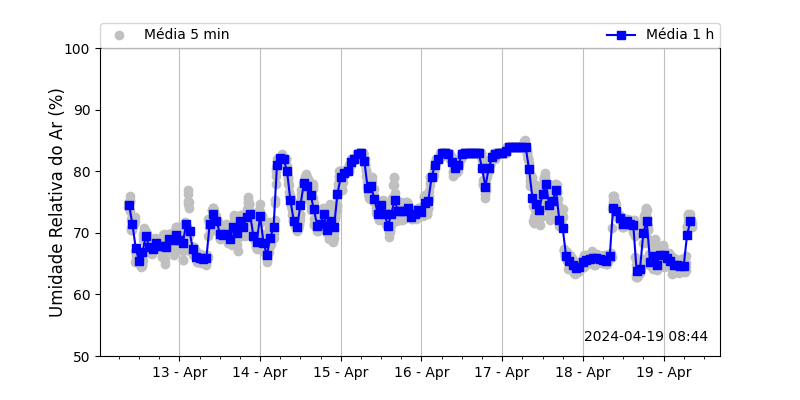 Média 5 min
Média 1 h
Umidade Relativa do Ar (%)
100
90
80
70
60
50
2024-04-19 08:44
13 - Apr
14 - Apr
15 - Apr
16 - Apr
17 - Apr
18 - Apr
19 - Apr